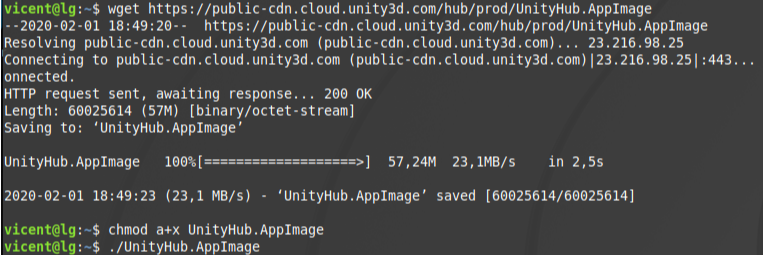 vicent@lg:~$ wget https://public-cdn.cloud.unity3d.com/hub/prod/UnityHub.AppImage
--2020-02-01 18:49:20--  https://public-cdn.cloud.unity3d.com/hub/prod/UnityHub.AppImage
Resolving public-cdn.cloud.unity3d.com (public-cdn.cloud.unity3d.com)... 23.216.98.25
Connecting to public-cdn.cloud.unity3d.com (public-cdn.cloud.unity3d.com)|23.216.98.25|:443...
onnected.
HTTP request sent, awaiting response... 200 OK
Length: 60025614 (57M) [binary/octet-stream]
Saving to: ‘UnityHub.AppImage’
UnityHub.AppImage   100%[===================>]  57,24M  23,1MB/s    in 2,5s
2020-02-01 18:49:23 (23,1 MB/s) - ‘UnityHub.AppImage’ saved [60025614/60025614]
vicent@lg:~$ chmod a+x UnityHub.AppImage
vicent@lg:~$ ./UnityHub.AppImage